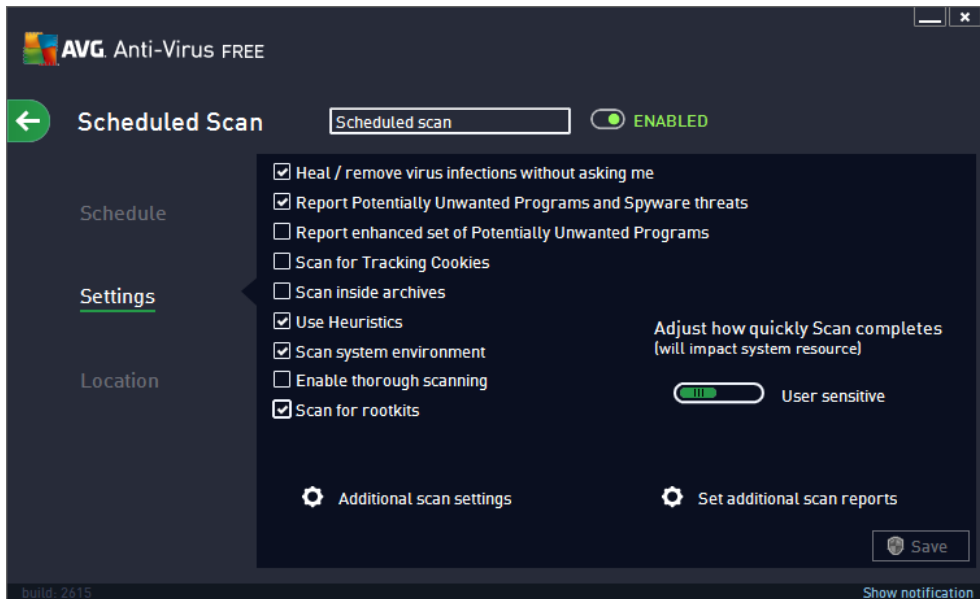 AVG. Anti-Virus FREE
Scheduled Scan
Scheduled scan
ENABLED
Schedule
Settings
Location
Heal / remove virus infections without asking me
Report Potentially Unwanted Programs and Spyware threats
Report enhanced set of Potentially Unwanted Programs
Scan for Tracking Cookies
Scan inside archives
Use Heuristics
Scan system environment
Enable thorough scanning
Scan for rootkits
Adjust how quickly Scan completes
(will impact system resource)
User sensitive
Additional scan settings
Set additional scan reports
Save
build: 2615
Show notification